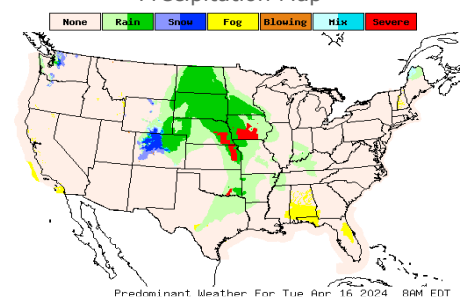 Precipitation Map
None Rain Snow Fog Blowing Mix Severe
Predominant Weather For Tue Apr 16 2024 8AM EDT